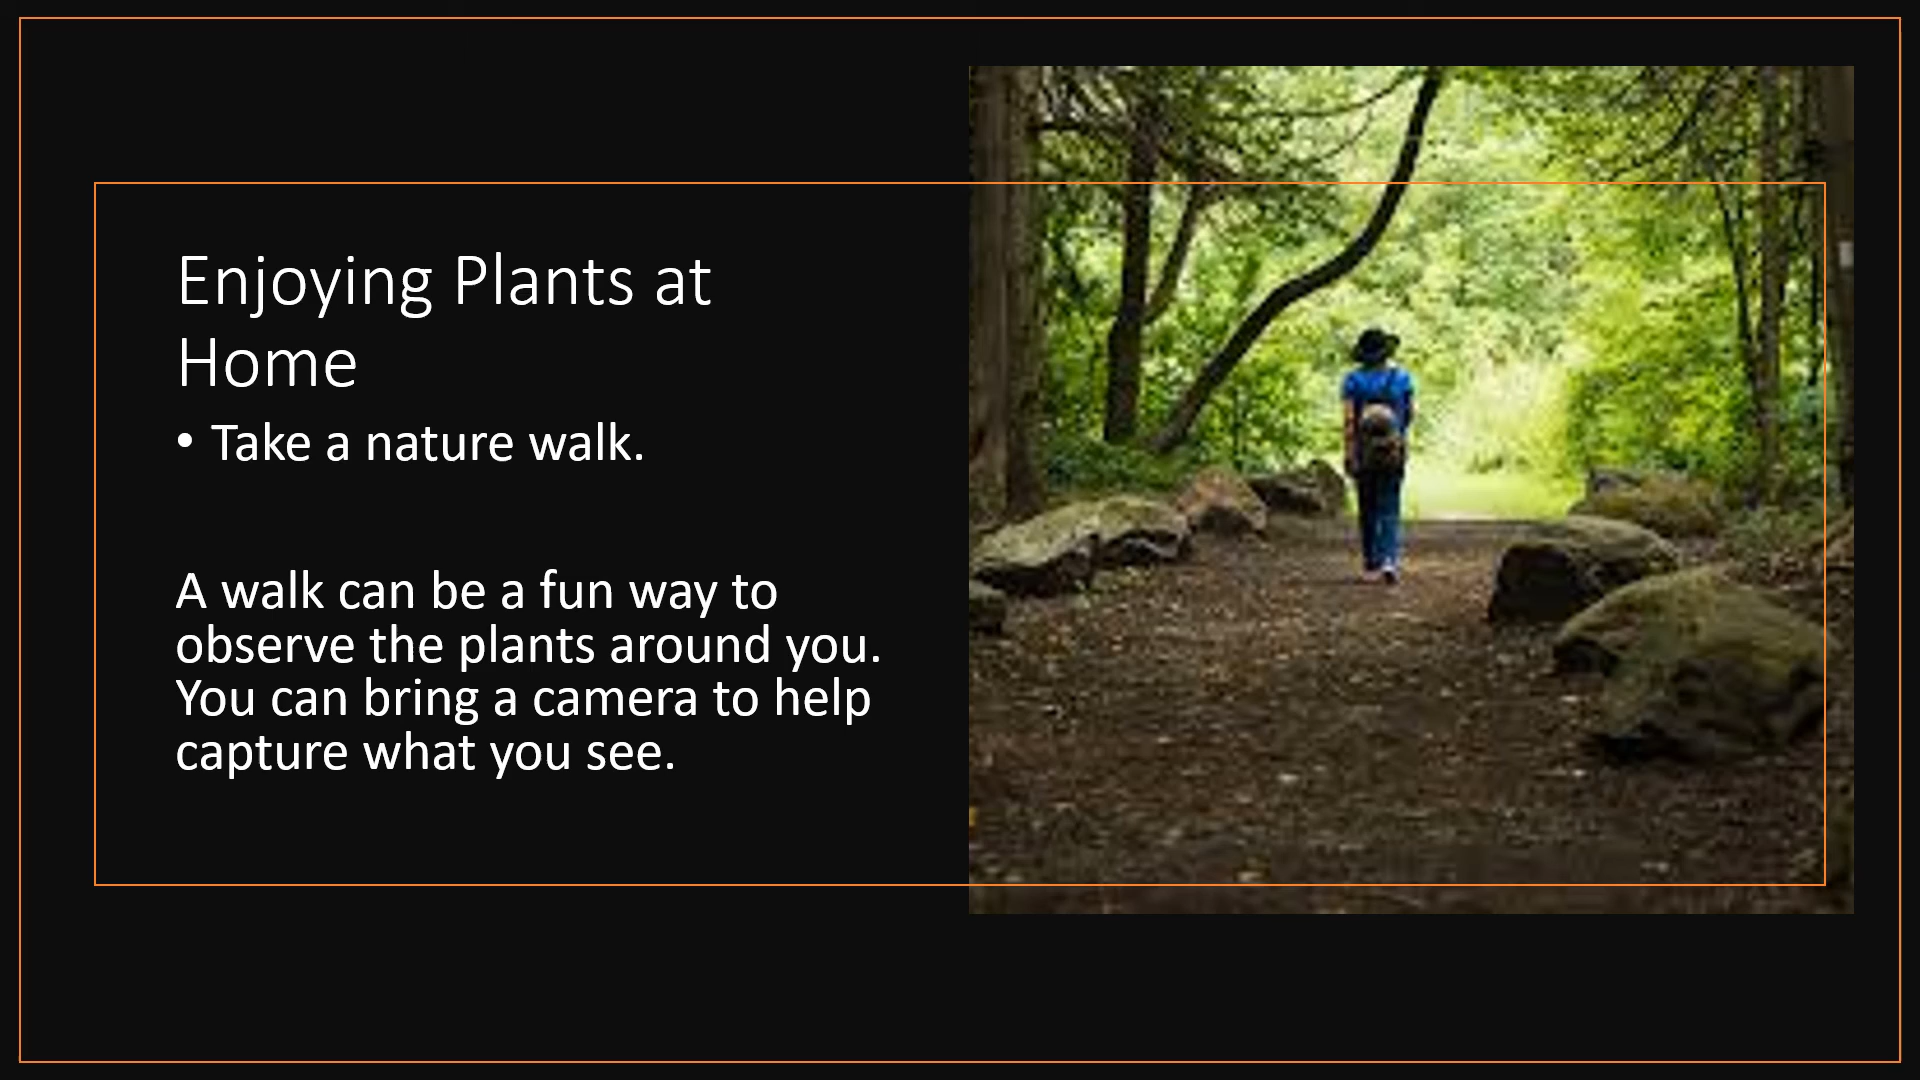 Enjoying Plants at
Home
• Take a nature walk.
A walk can be a fun way to
observe the plants around you.
You can bring a camera to help
capture what you see.